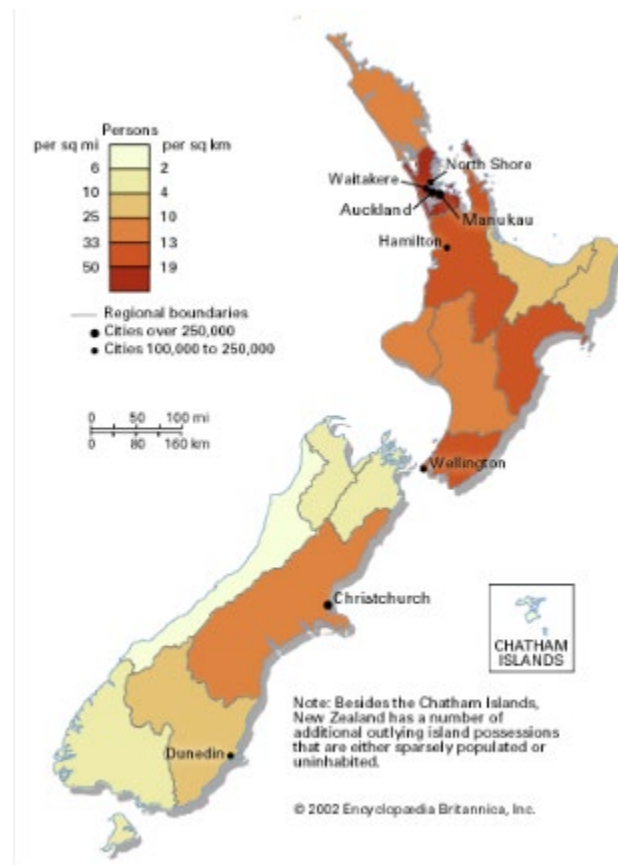 Persons
per sq mi per sq km
6 2
10 4
25 10
33 13
50 19
Regional boundaries
Cities over 250,000
Cities 100,000 to 250,000
0 50 100 mi
0 80 160 km
North Shore
Waitakere
Auckland
Manukau
Hamilton
Wellington
Christchurch
Dunedin
CHATHAM
ISLANDS
Note: Besides the Chatham Islands,
New Zealand has a number of
additional outlying island possessions
that are either sparsely populated or
uninhabited.
© 2002 Encyclopædia Britannica, Inc.